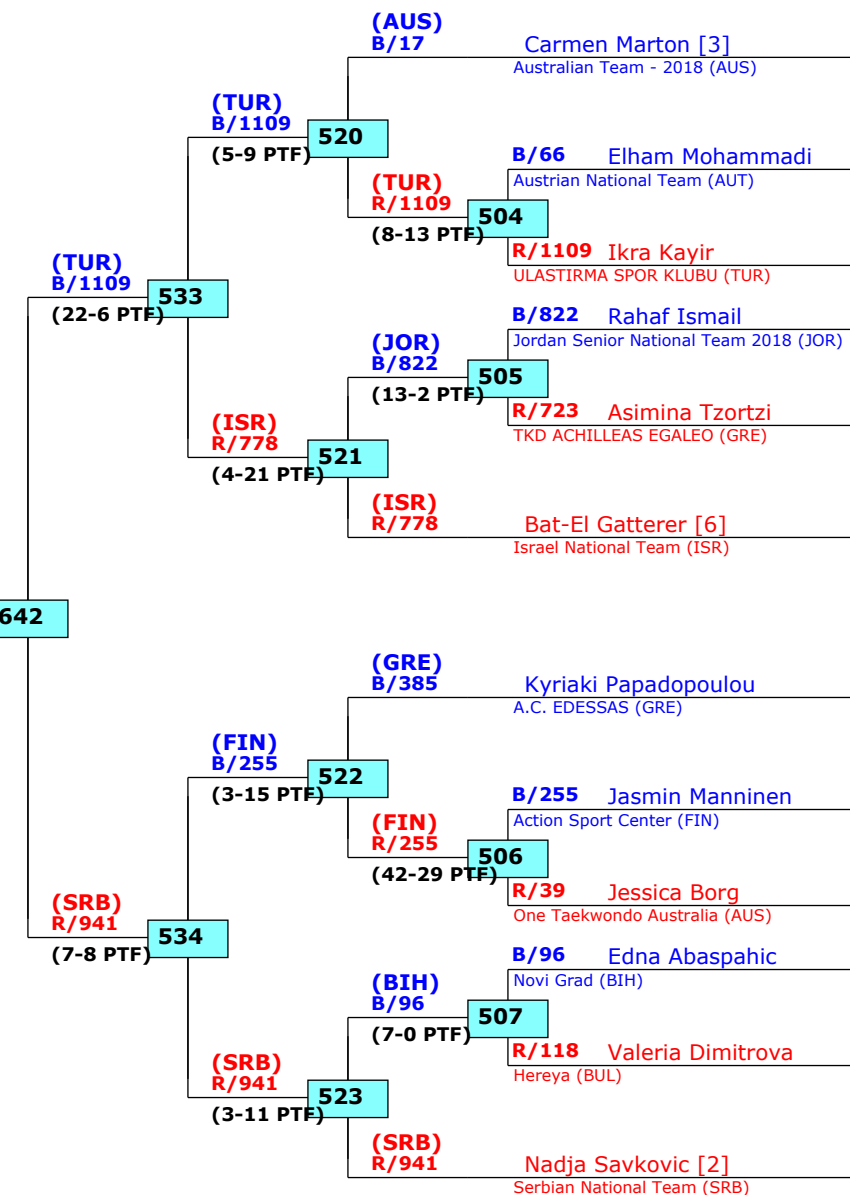 (AUS)
B/17
Carmen Marton [3]
Australian Team - 2018 (AUS)
(TUR)
B/1109
520
(5-9 PTF)
B/66 Elham Mohammadi
Austrian National Team (AUT)
(TUR)
R/1109
504
(8-13 PTF)
R/1109 Ikra Kayir
ULASTIRMA SPOR KLUBU (TUR)
(TUR)
B/1109
533
(22-6 PTF)
B/822 Rahaf Ismail
Jordan Senior National Team 2018 (JOR)
(JOR)
B/822
505
(13-2 PTF)
R/723 Asimina Tzortzi
TKD ACHILLEAS EGALEO (GRE)
(ISR)
R/778
521
(4-21 PTF)
(ISR)
R/778
Bat-El Gatterer [6]
Israel National Team (ISR)
642
(GRE)
B/385
Kyriaki Papadopoulou
A.C. EDESSAS (GRE)
(FIN)
B/255
522
(3-15 PTF)
B/255 Jasmin Manninen
Action Sport Center (FIN)
(FIN)
R/255
506
(42-29 PTF)
R/39 Jessica Borg
One Taekwondo Australia (AUS)
(SRB)
R/941
534
(7-8 PTF)
B/96 Edna Abaspahic
Novi Grad (BIH)
(BIH)
B/96
507
(7-0 PTF)
R/118 Valeria Dimitrova
Hereya (BUL)
(SRB)
R/941
523
(3-11 PTF)
(SRB)
R/941
Nadja Savkovic [2]
Serbian National Team (SRB)